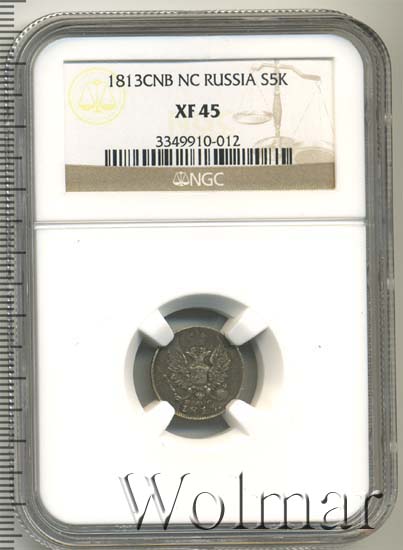 1813CNB NC RUSSIA S5K
XF 45
3349910-012
NGC
Wolmar